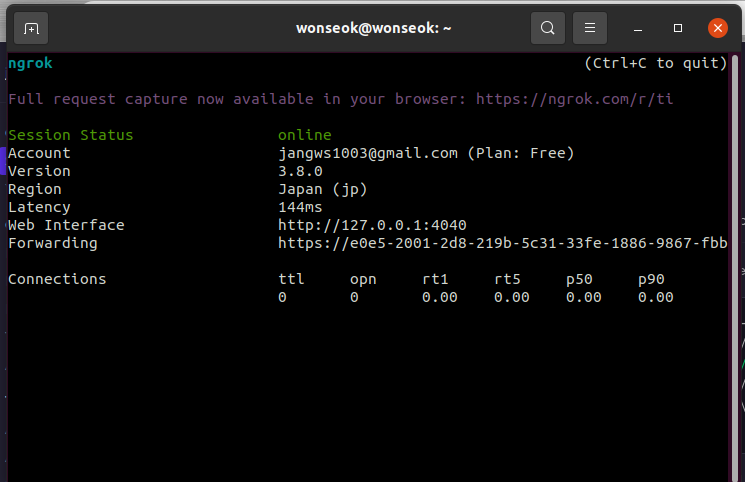 wonseok@wonseok: ~
ngrok (Ctrl+C to quit)
Full request capture now available in your browser: https://ngrok.com/r/ti
Session Status online
Account jangws1003@gmail.com (Plan: Free)
Version 3.8.0
Region Japan (jp)
Latency 144ms
Web Interface http://127.0.0.1:4040
Forwarding https://e0e5-2001-2d8-219b-5c31-33fe-1886-9867-fbb
Connections ttl opn rt1 rt5 p50 p90
0 0 0.00 0.00 0.00 0.00